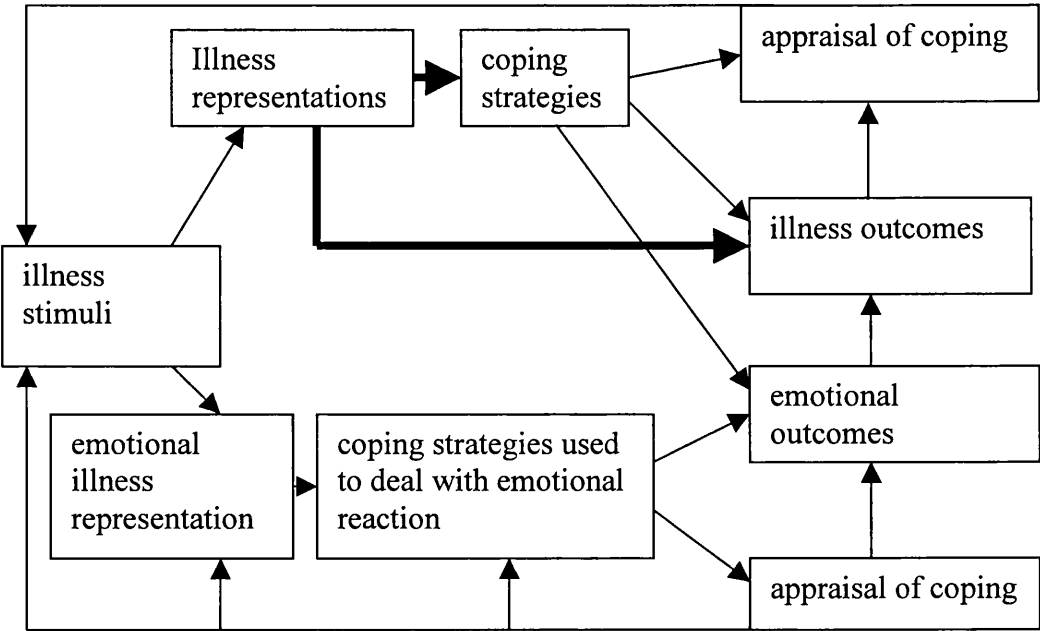 Illness
representations
coping
strategies
appraisal of coping
illness outcomes
illness
stimuli
emotional
outcomes
emotional
illness
representation
coping strategies used
to deal with emotional
reaction
appraisal of coping